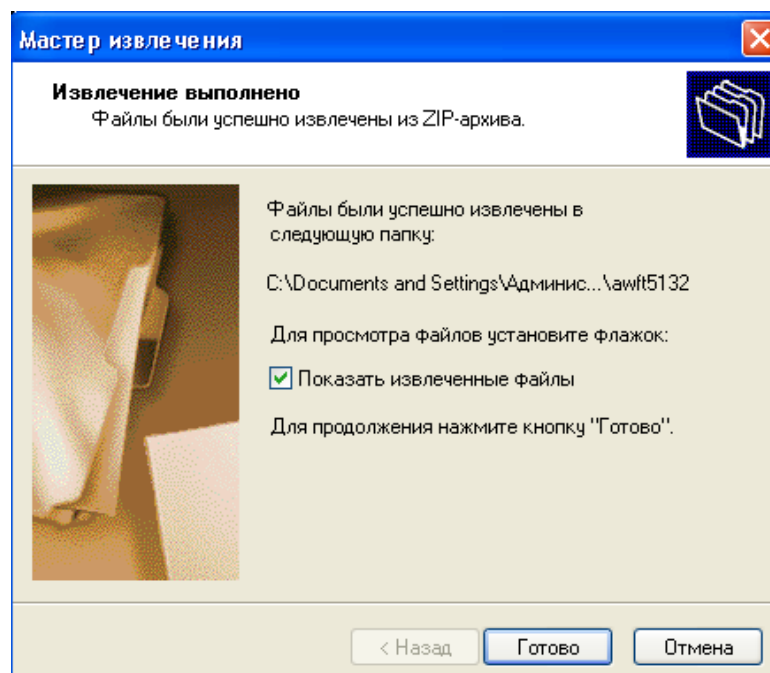 Мастер извлечения
Извлечение выполнено
Файлы были успешно извлечены из ZIP-архива.
Файлы были успешно извлечены в
следующую папку:
C:\Documents and Settings\Админис...\awft5132
Для просмотра файлов установите флажок:
Показать извлеченные файлы
Для продолжения нажмите кнопку "Готово".
< Назад
Готово
Отмена